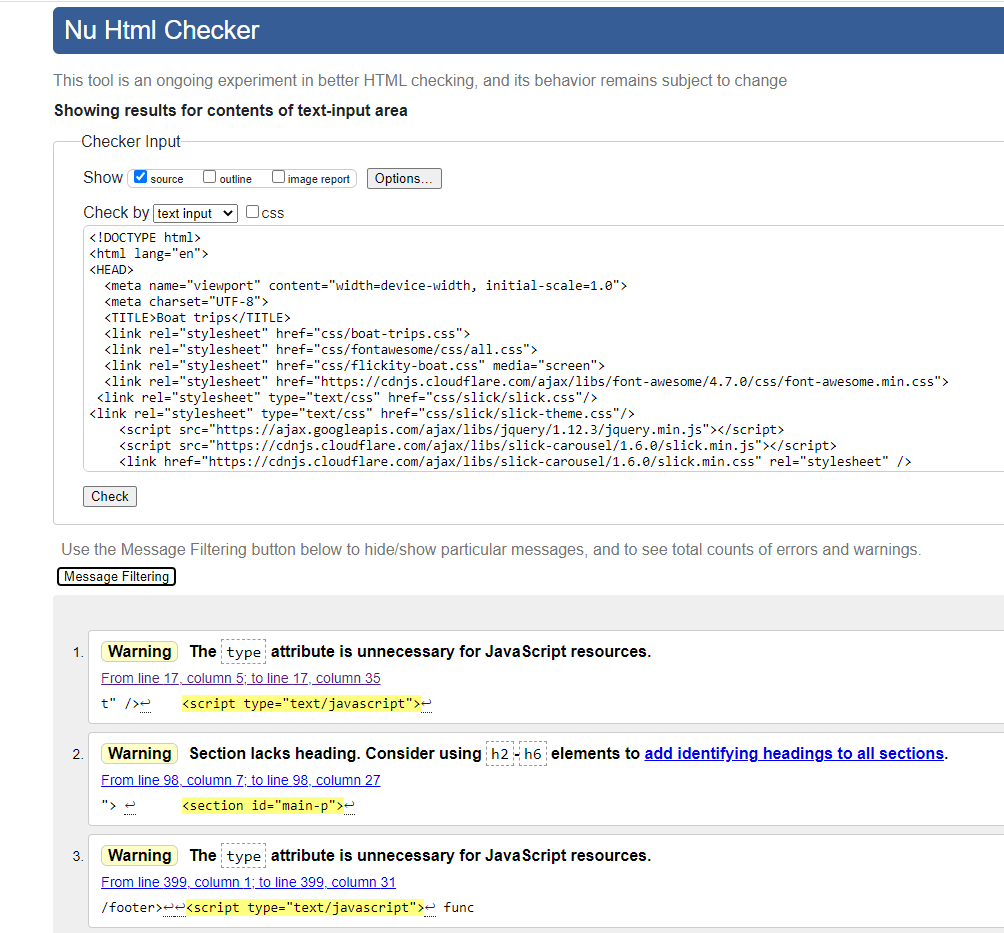 Nu Html Checker
This tool is an ongoing experiment in better HTML checking, and its behavior remains subject to change
Showing results for contents of text-input area
Checker Input
Show source outline image report Options...
Check by text input css
<!DOCTYPE html>
<html lang="en">
<HEAD>
  <meta name="viewport" content="width=device-width, initial-scale=1.0">
  <meta charset="UTF-8">
  <TITLE>Boat trips</TITLE>
  <link rel="stylesheet" href="css/boat-trips.css">
  <link rel="stylesheet" href="css/fontawesome/css/all.css">
  <link rel="stylesheet" href="css/flickity-boat.css" media="screen">
  <link rel="stylesheet" href="https://cdnjs.cloudflare.com/ajax/libs/font-awesome/4.7.0/css/font-awesome.min.css">
 <link rel="stylesheet" type="text/css" href="css/slick/slick.css"/>
<link rel="stylesheet" type="text/css" href="css/slick/slick-theme.css"/>
    <script src="https://ajax.googleapis.com/ajax/libs/jquery/1.12.3/jquery.min.js"></script>
    <script src="https://cdnjs.cloudflare.com/ajax/libs/slick-carousel/1.6.0/slick.min.js"></script>
    <link href="https://cdnjs.cloudflare.com/ajax/libs/slick-carousel/1.6.0/slick.min.css" rel="stylesheet" />
Check
Use the Message Filtering button below to hide/show particular messages, and to see total counts of errors and warnings.
Message Filtering
1. Warning The type attribute is unnecessary for JavaScript resources.
From line 17, column 5; to line 17, column 35
t" />↩    <script type="text/javascript">↩
2. Warning Section lacks heading. Consider using h2-h6 elements to add identifying headings to all sections.
From line 98, column 7; to line 98, column 27
"> ↩      <section id="main-p">↩
3. Warning The type attribute is unnecessary for JavaScript resources.
From line 399, column 1; to line 399, column 31
/footer>↩↩<script type="text/javascript">↩ func